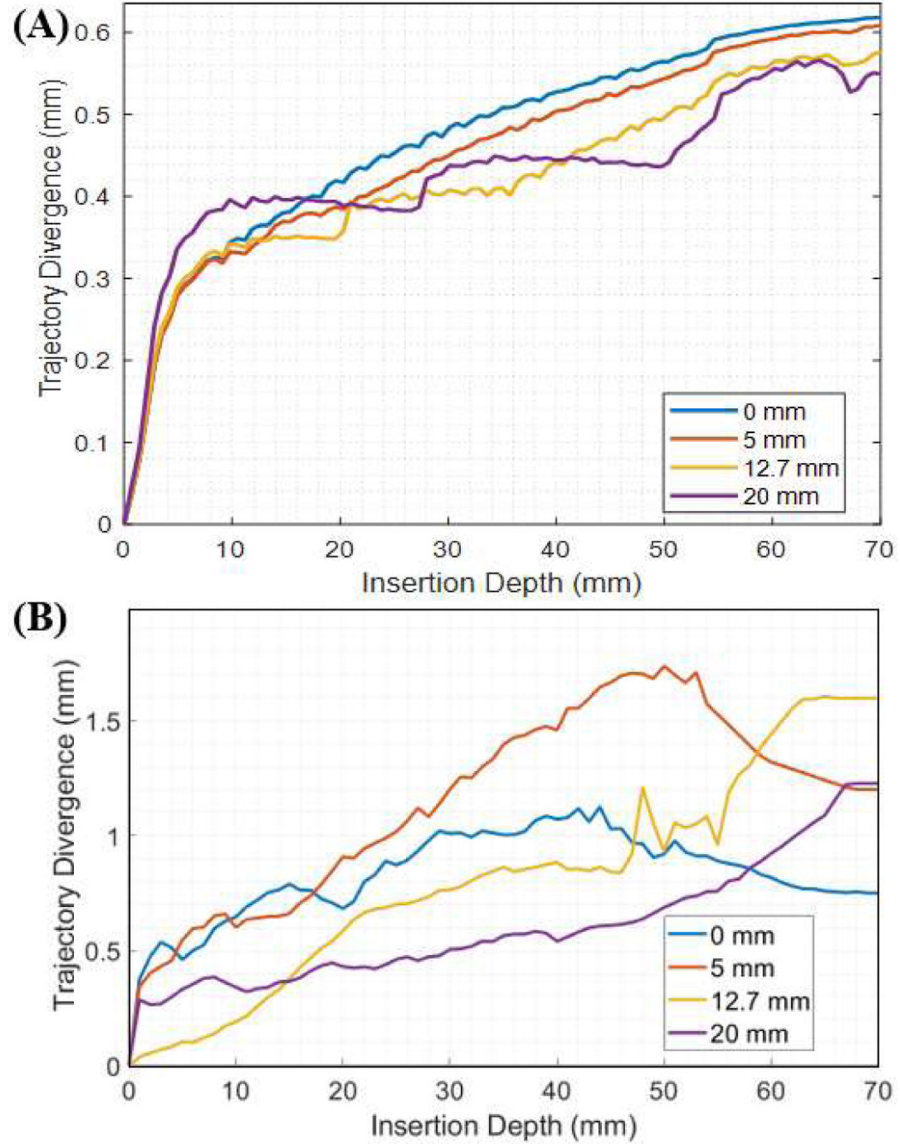 (A)
Trajectory Divergence (mm)
0.6
0.5
0.4
0.3
0.2
0.1
0
0 mm
5 mm
12.7 mm
20 mm
0 10 20 30 40 50 60 70
Insertion Depth (mm)
(B)
Trajectory Divergence (mm)
1.5
1
0.5
0
0 mm
5 mm
12.7 mm
20 mm
0 10 20 30 40 50 60 70
Insertion Depth (mm)